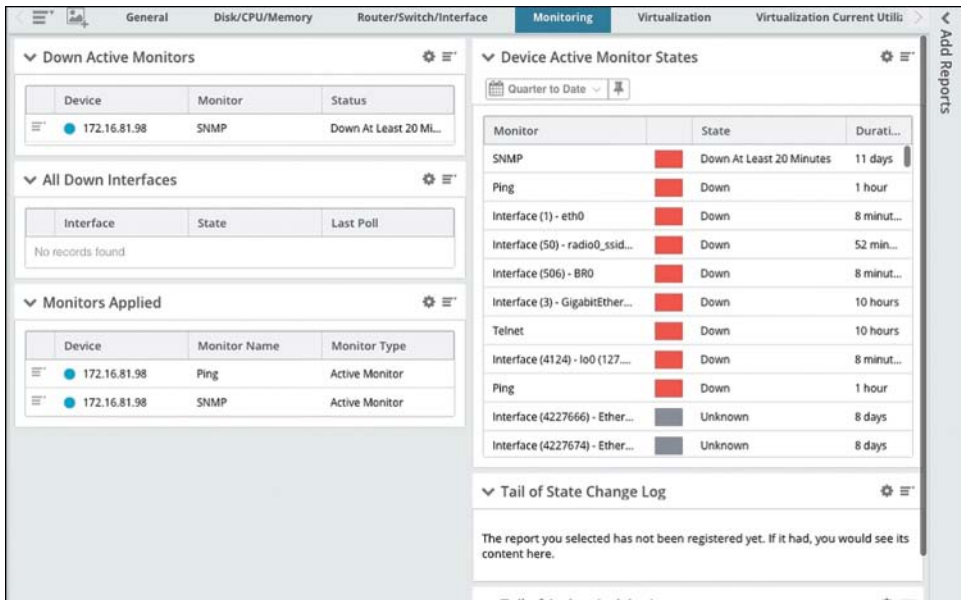 General Disk/CPU/Memory Router/Switch/Interface Monitoring Virtualization Virtualization Current Utiliz
Add Reports
Down Active Monitors
Device Monitor Status
172.16.81.98 SNMP Down At Least 20 Mi...
All Down Interfaces
Interface State Last Poll
No records found
Monitors Applied
Device Monitor Name Monitor Type
172.16.81.98 Ping Active Monitor
172.16.81.98 SNMP Active Monitor
Device Active Monitor States
Quarter to Date
Monitor State Durati...
SNMP Down At Least 20 Minutes 11 days
Ping Down 1 hour
Interface (1) - eth0 Down 8 minut...
Interface (50) - radio0_ssid... Down 52 min...
Interface (506) - BR0 Down 8 minut...
Interface (3) - GigabitEther... Down 10 hours
Telnet Down 10 hours
Interface (4124) - lo0 (127.... Down 8 minut...
Ping Down 1 hour
Interface (4227666) - Ether... Unknown 8 days
Interface (4227674) - Ether... Unknown 8 days
Tail of State Change Log
The report you selected has not been registered yet. If it had, you would see its
content here.